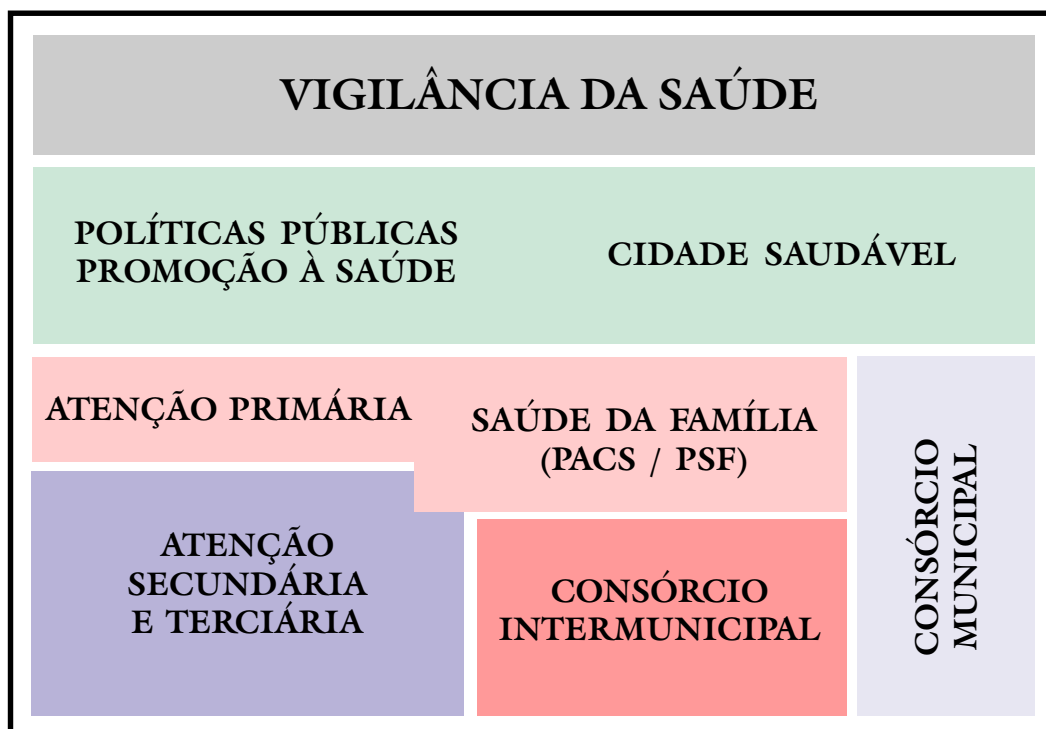 VIGILÂNCIA DA SAÚDE
POLÍTICAS PÚBLICAS
PROMOÇÃO À SAÚDE
CIDADE SAUDÁVEL
ATENÇÃO PRIMÁRIA
SAÚDE DA FAMÍLIA
(PACS / PSF)
ATENÇÃO
SECUNDÁRIA
E TERCIÁRIA
CONSÓRCIO
INTERMUNICIPAL
CONSÓRCIO
MUNICIPAL